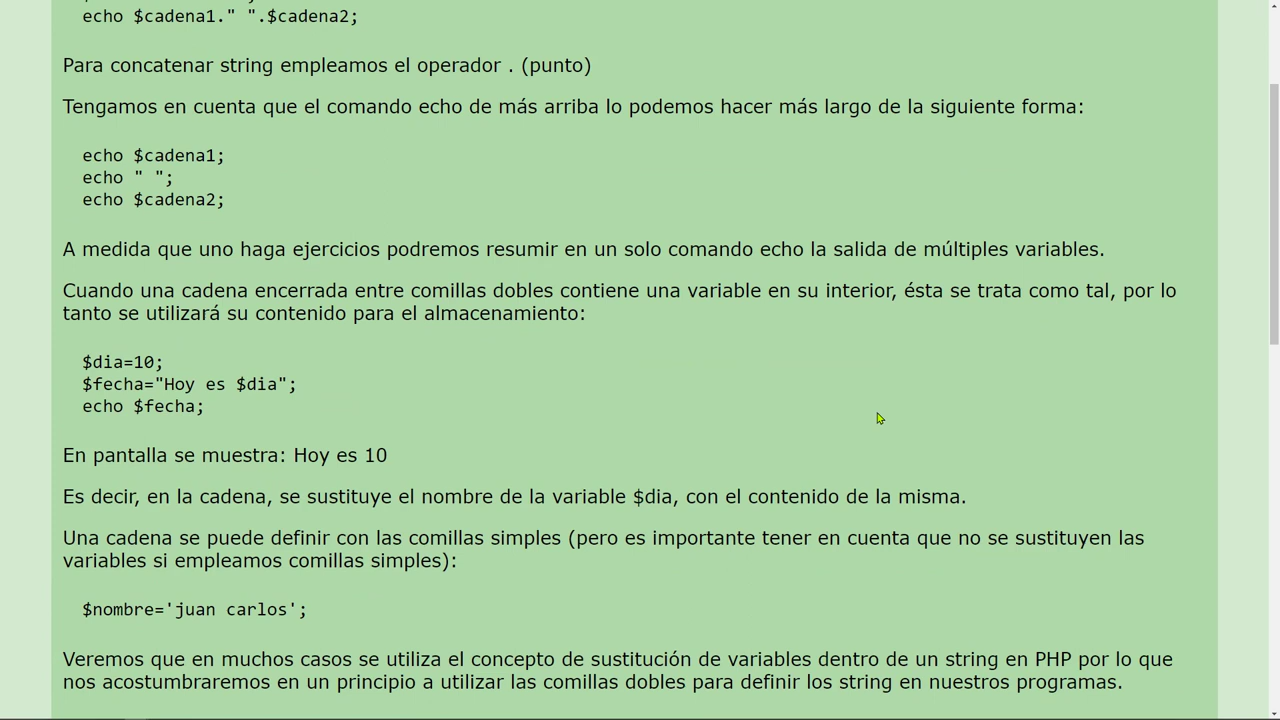 echo $cadena1." ".$cadena2;
Para concatenar string empleamos el operador . (punto)
Tengamos en cuenta que el comando echo de más arriba lo podemos hacer más largo de la siguiente forma:
echo $cadena1;
echo " ";
echo $cadena2;
A medida que uno haga ejercicios podremos resumir en un solo comando echo la salida de múltiples variables.
Cuando una cadena encerrada entre comillas dobles contiene una variable en su interior, ésta se trata como tal, por lo
tanto se utilizará su contenido para el almacenamiento:
$dia=10;
$fecha="Hoy es $dia";
echo $fecha;
En pantalla se muestra: Hoy es 10
Es decir, en la cadena, se sustituye el nombre de la variable $dia, con el contenido de la misma.
Una cadena se puede definir con las comillas simples (pero es importante tener en cuenta que no se sustituyen las
variables si empleamos comillas simples):
$nombre='juan carlos';
Veremos que en muchos casos se utiliza el concepto de sustitución de variables dentro de un string en PHP por lo que
nos acostumbraremos en un principio a utilizar las comillas dobles para definir los string en nuestros programas.